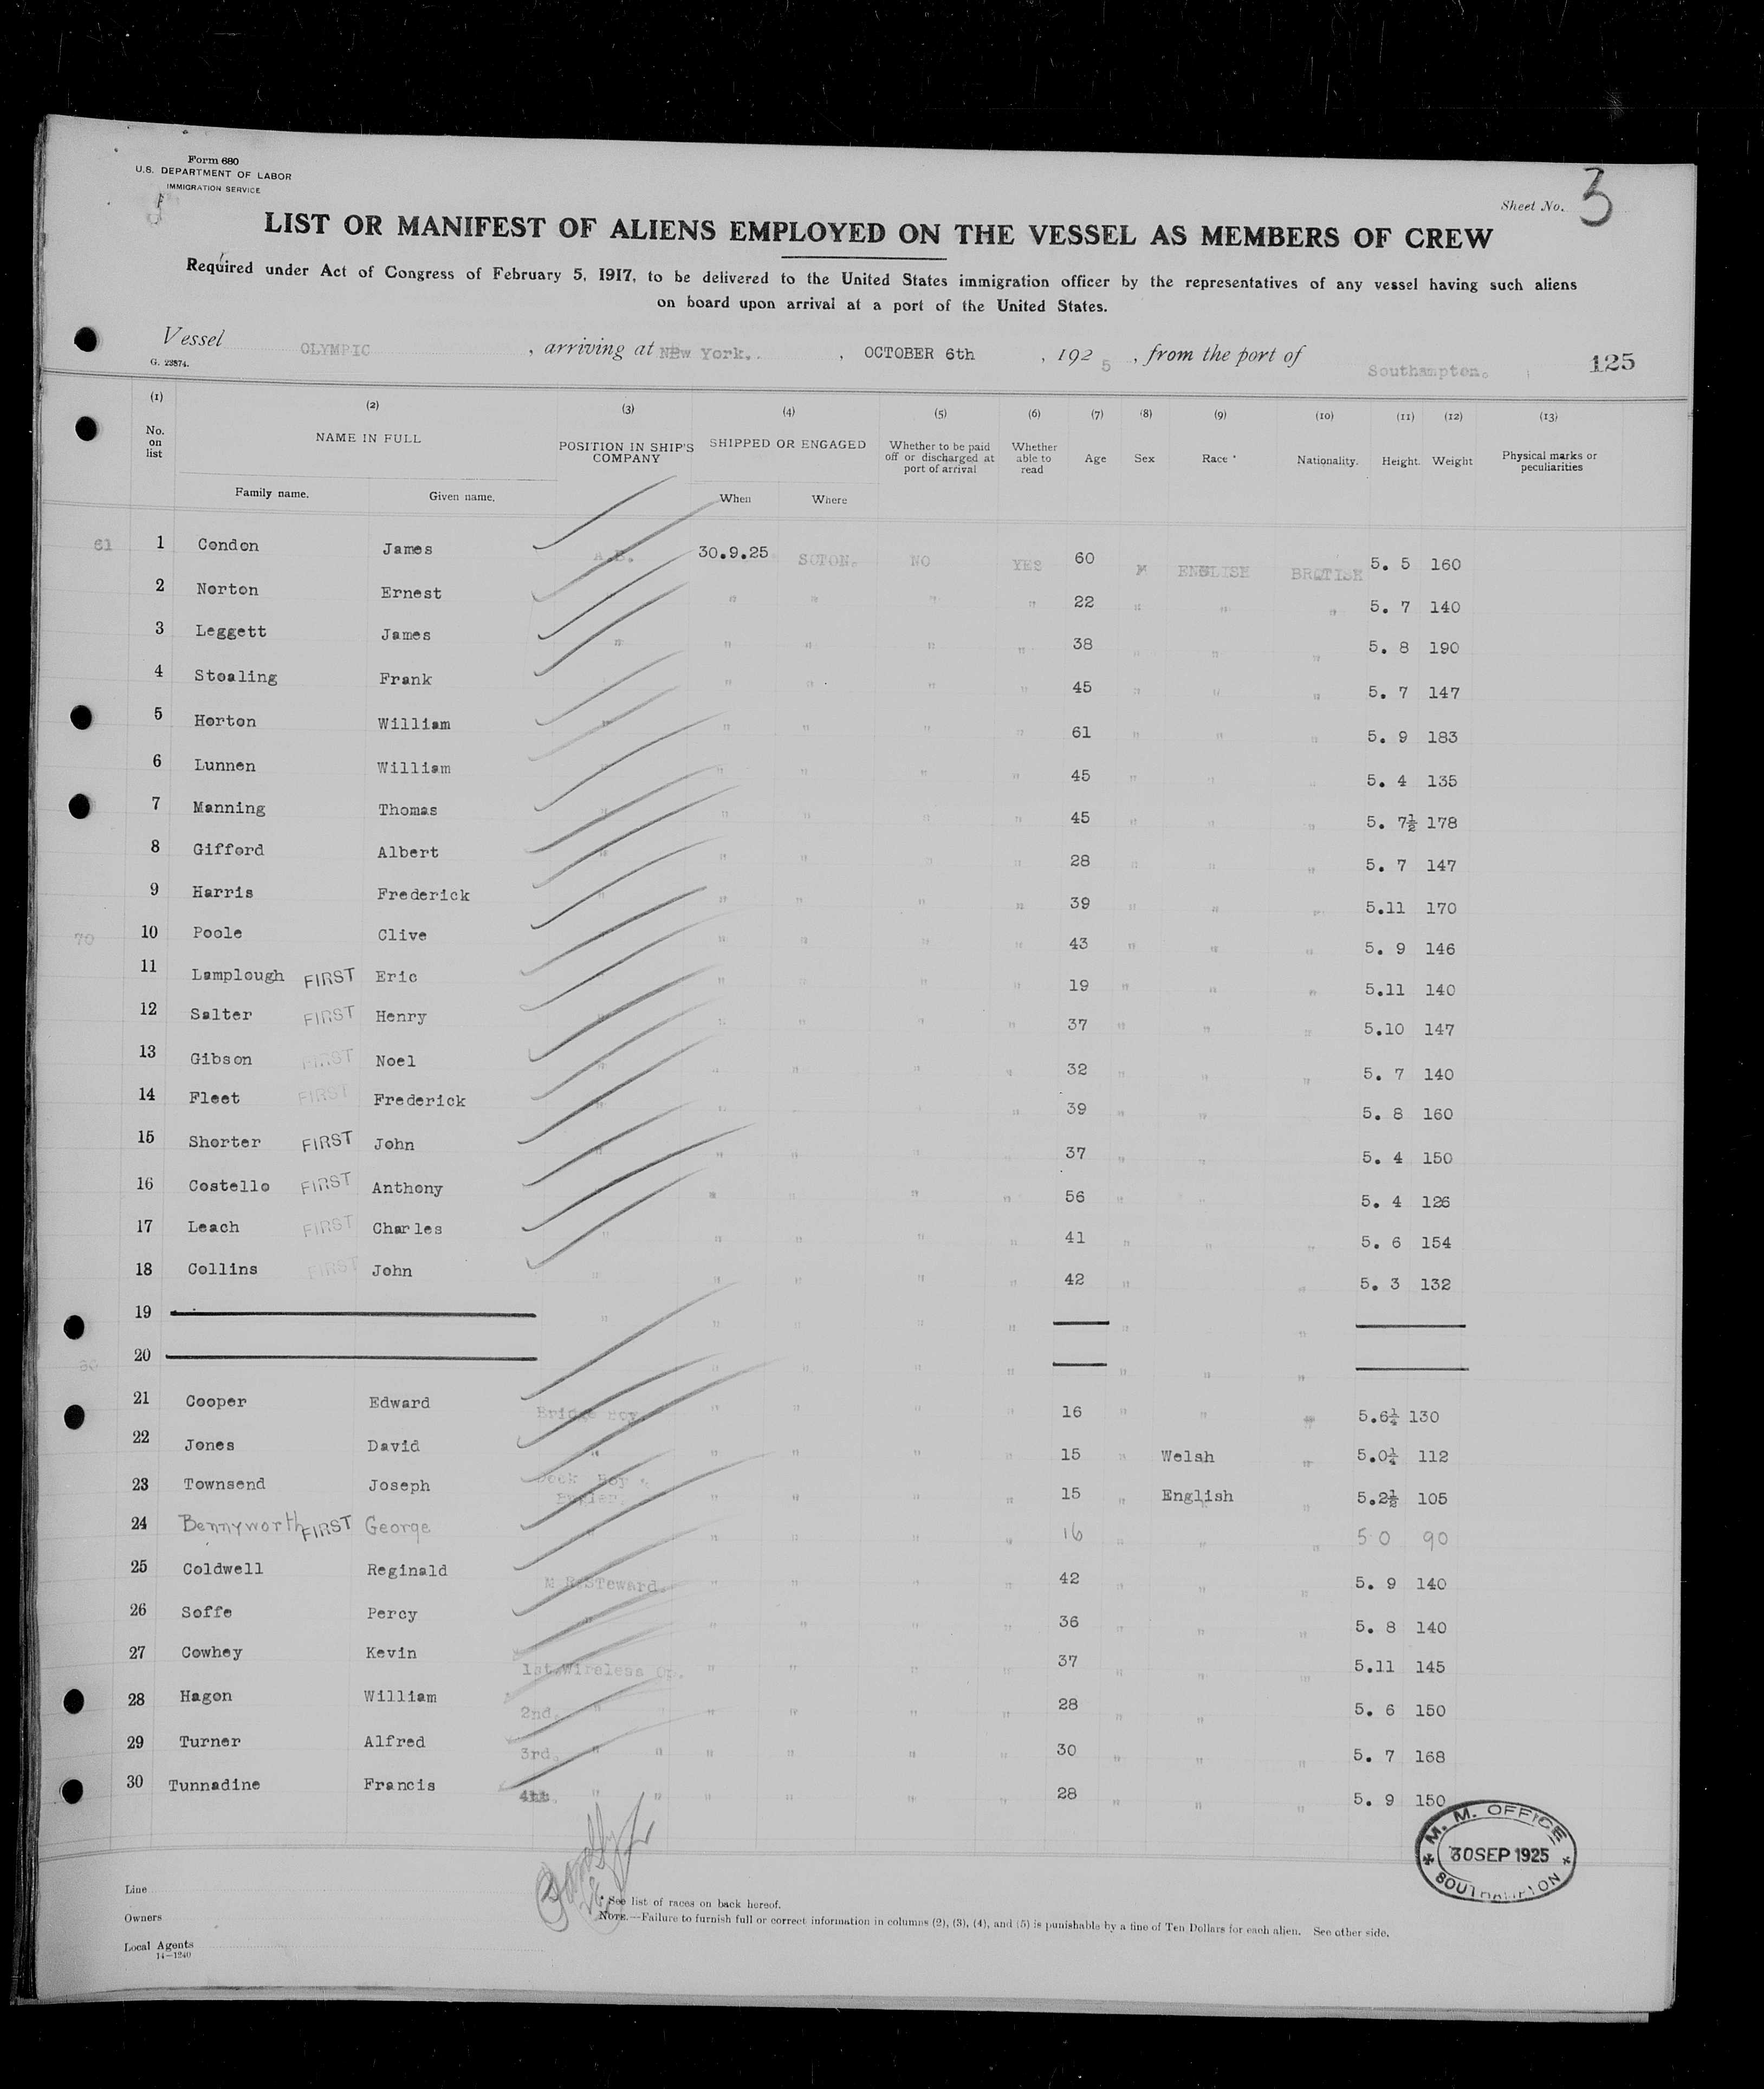 Form 680
U.S. DEPARTMENT OF LABOR
IMMIGRATION SERVICE
Sheet No. 3
LIST OR MANIFEST OF ALIENS EMPLOYED ON THE VESSEL AS MEMBERS OF CREW
Required under Act of Congress of February 5, 1917, to be delivered to the United States immigration officer by the representatives of any vessel having such aliens
on board upon arrival at a port of the United States.
Vessel OLYMPIC, arriving at NEw York., OCTOBER 6th, 1925, from the port of Southampton. 125
G. 23874.
(1) (2) (3) (4) (5) (6) (7) (8) (9) (10) (11) (12) (13)
No. on list NAME IN FULL POSITION IN SHIP'S COMPANY SHIPPED OR ENGAGED Whether to be paid off or discharged at port of arrival Whether able to read Age Sex Race * Nationality. Height. Weight Physical marks or peculiarities
Family name. Given name. When Where
61 1 Condon James A.B. 30.9.25 SOTON. NO YES 60 M ENGLISH BRITISH 5. 5 160
2 Norton Ernest " " " " 22 " " " 5. 7 140
3 Leggett James " " " " " 38 " " " 5. 8 190
4 Stealing Frank " " " " 45 " " " 5. 7 147
5 Horton William " " " " " 61 " " " 5. 9 183
6 Lunnen William " " " " 45 " " " 5. 4 135
7 Manning Thomas " " " " " 45 " " " 5. 7½ 178
8 Gifford Albert " " " " " 28 " " " 5. 7 147
9 Harris Frederick " " " " " 39 " " " 5.11 170
70 10 Poole Clive " " " " 43 " " " 5. 9 146
11 Lamplough FIRST Eric " " " " 19 " " " 5.11 140
12 Salter FIRST Henry " " " " " 37 " " " 5.10 147
13 Gibson FIRST Noel " " " " " 32 " " " 5. 7 140
14 Fleet FIRST Frederick " " " 39 " " 5. 8 160
15 Shorter FIRST John " " " " 37 " " 5. 4 150
16 Costello FIRST Anthony " " " " 56 " 5. 4 126
17 Leach FIRST Charles " " " " " 41 " " " 5. 6 154
18 Collins FIRST John " " " " " 42 " " 5. 3 132
19 " " " " " " "
20 " " " " " " "
21 Cooper Edward Bridge Boy. " " " " 16 " " " 5.6¼ 130
22 Jones David " " " " " 15 " Welsh " 5.0¼ 112
23 Townsend Joseph Deck Boy & Bugler. " " " " 15 " English " 5.2½ 105
24 Bennyworth FIRST George " " " " " 16 " " " 5 0 90
25 Coldwell Reginald M.R.STeward. " " " " 42 " " " 5. 9 140
26 Soffe Percy " " " " " 36 " " " 5. 8 140
27 Cowhey Kevin 1st.Wireless Op. " " " " 37 " " " 5.11 145
28 Hagon William 2nd. " " " " " " 28 " " 5. 6 150
29 Turner Alfred 3rd. " " " " " " 30 " " " 5. 7 168
30 Tunnadine Francis 4th. " " " " " " 28 " " " 5. 9 150
M. M. OFFICE
30 SEP 1925
SOUTHAMPTON
Line
* See list of races on back hereof.
Owners
NOTE.—Failure to furnish full or correct information in columns (2), (3), (4), and (5) is punishable by a fine of Ten Dollars for each alien. See other side.
Local Agents
14—1240